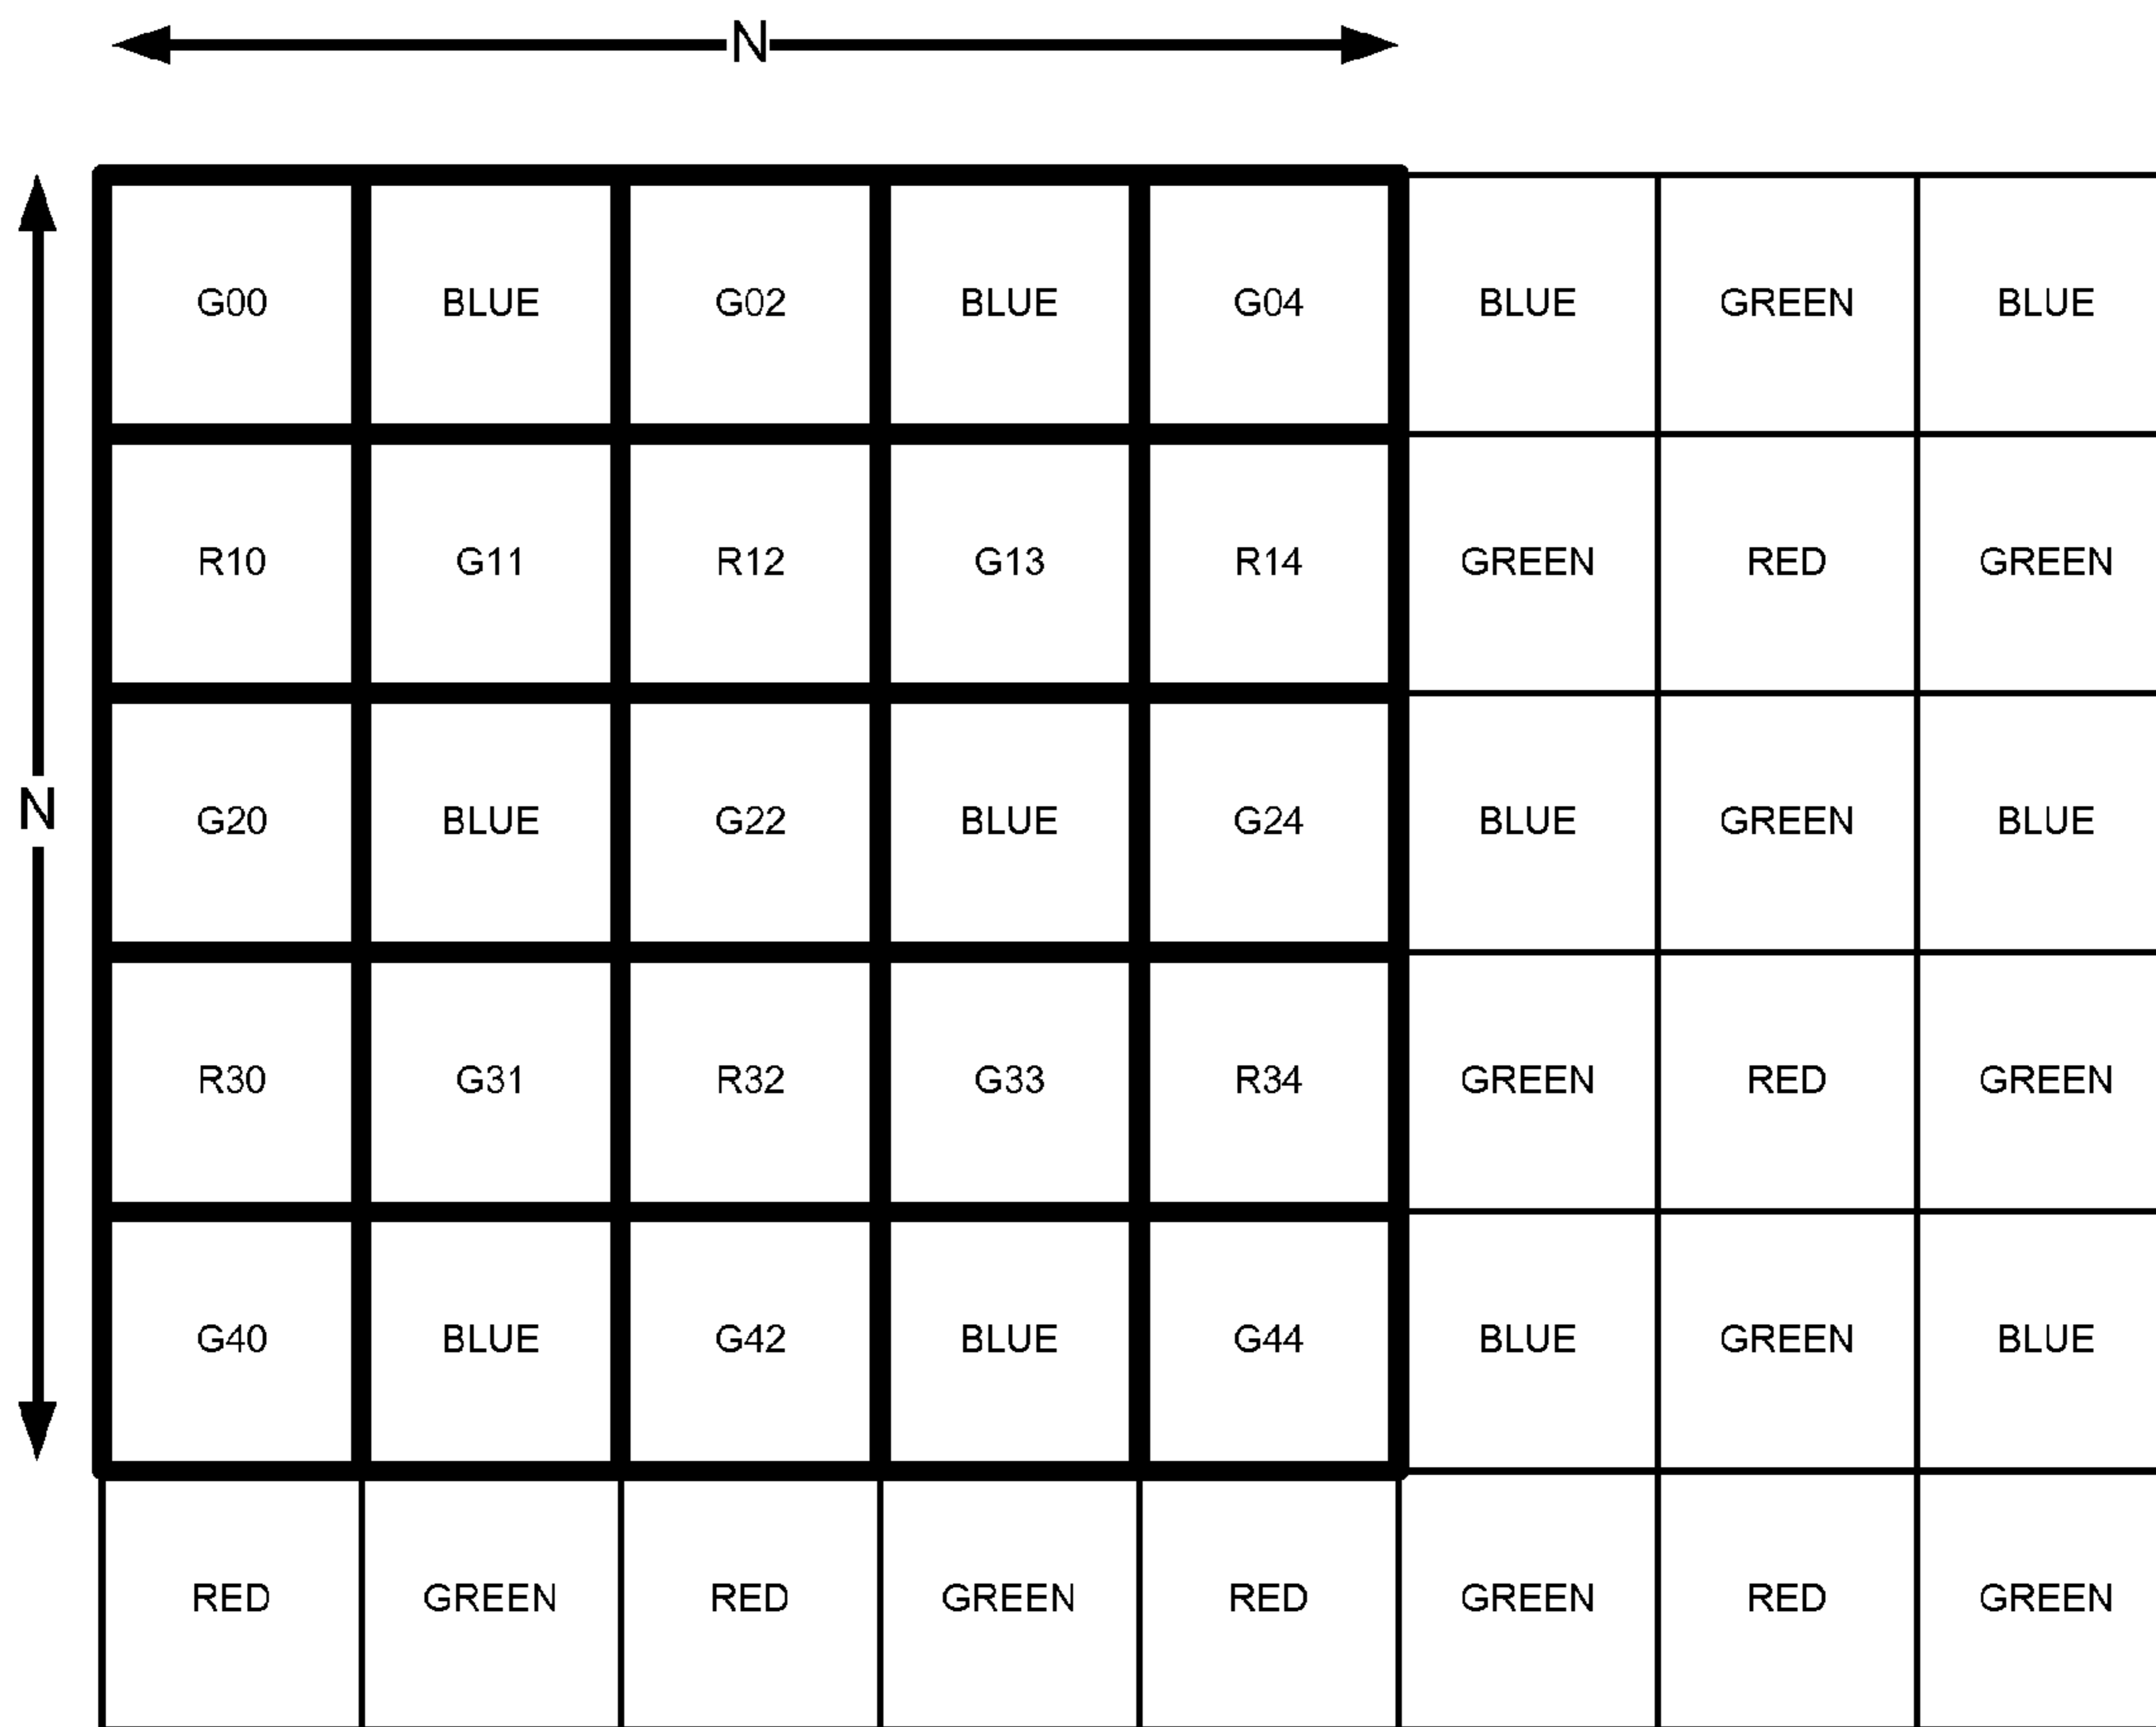 N
G00 BLUE G02 BLUE G04 BLUE GREEN BLUE
R10 G11 R12 G13 R14 GREEN RED GREEN
N
G20 BLUE G22 BLUE G24 BLUE GREEN BLUE
R30 G31 R32 G33 R34 GREEN RED GREEN
G40 BLUE G42 BLUE G44 BLUE GREEN BLUE
RED GREEN RED GREEN RED GREEN RED GREEN